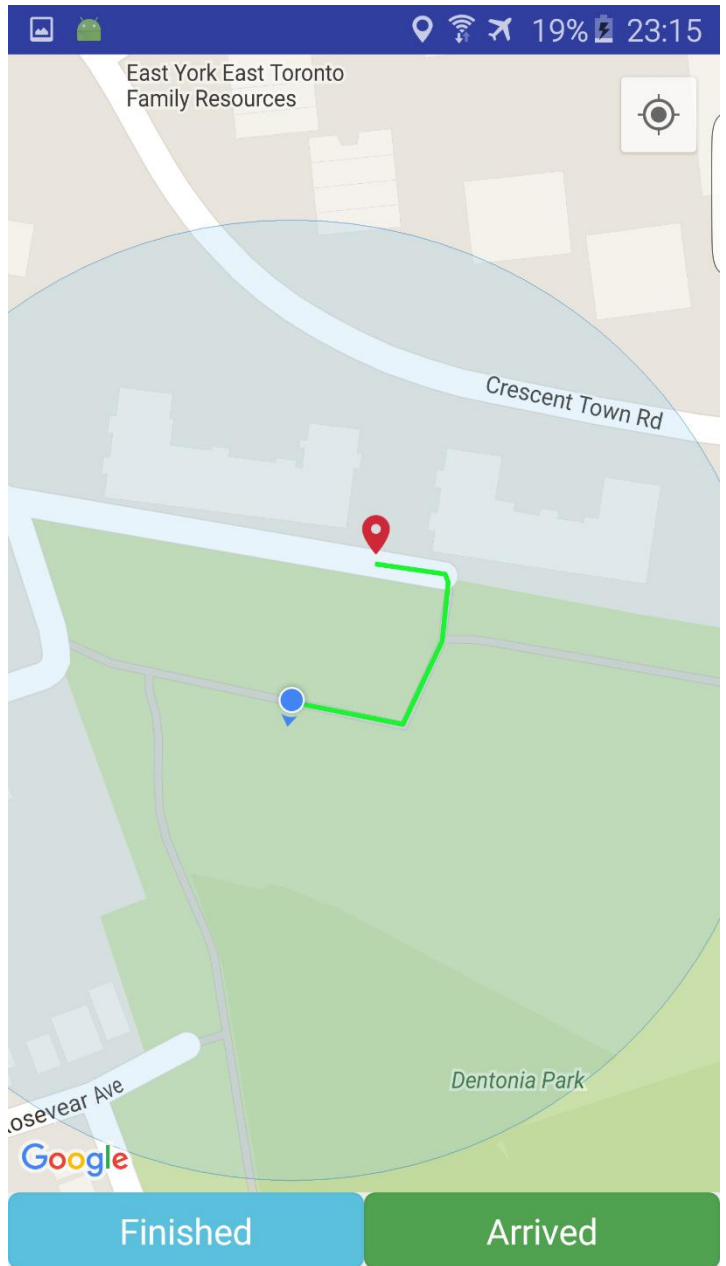 19% 23:15
East York East Toronto
Family Resources
Crescent Town Rd
Dentonia Park
osevear Ave
Google
Finished
Arrived